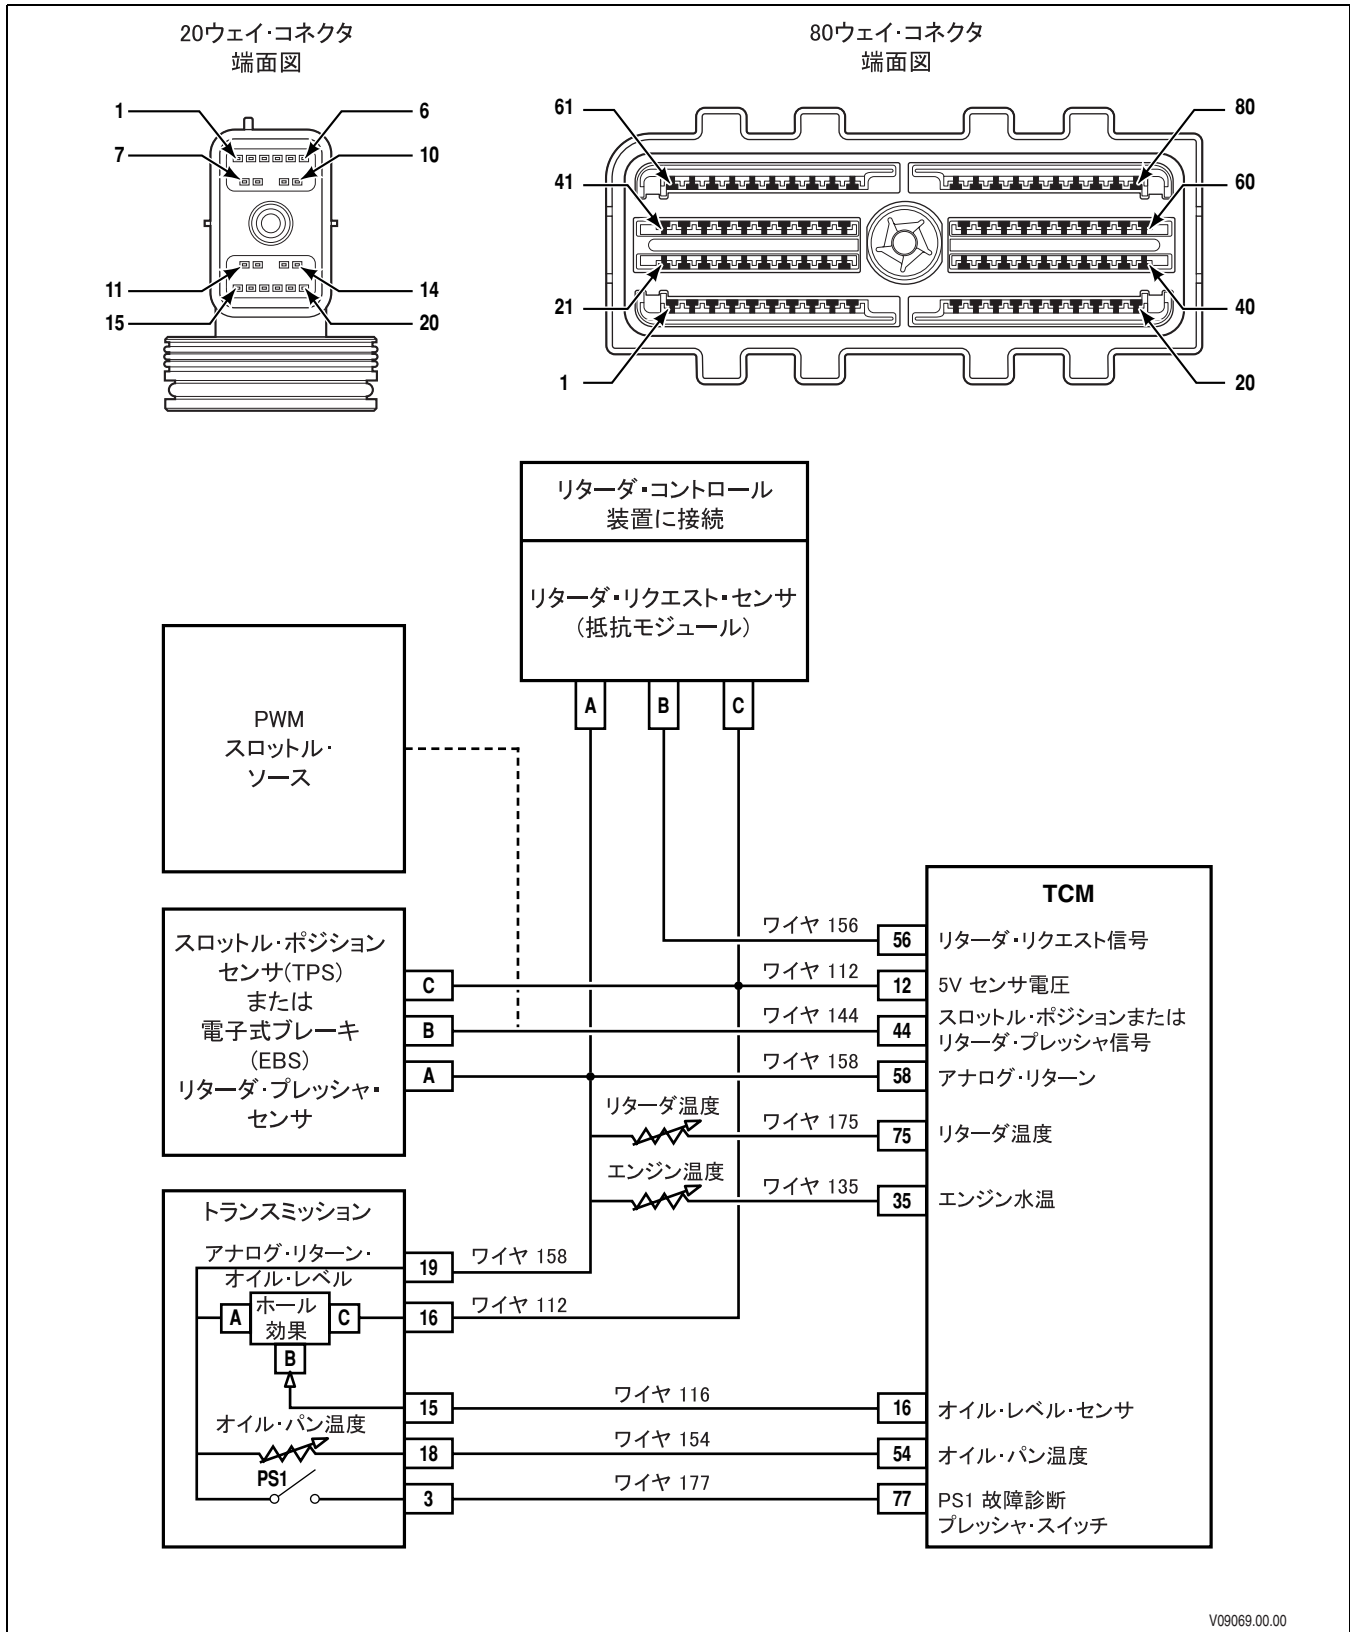 20ウェイ・コネクタ
端面図
80ウェイ・コネクタ
端面図
1
6
7
10
11
14
15
20
61
80
41
60
21
40
1
20
リターダ・コントロール
装置に接続
リターダ・リクエスト・センサ
(抵抗モジュール)
A
B
C
PWM
スロットル・
ソース
スロットル・ポジション
センサ(TPS)
または
電子式ブレーキ
(EBS)
リターダ・プレッシャ・
センサ
C
B
A
TCM
ワイヤ 156
56
リターダ・リクエスト信号
ワイヤ 112
12
5V センサ電圧
ワイヤ 144
44
スロットル・ポジションまたは
リターダ・プレッシャ信号
ワイヤ 158
58
アナログ・リターン
リターダ温度
ワイヤ 175
75
リターダ温度
エンジン温度
ワイヤ 135
35
エンジン水温
トランスミッション
アナログ・リターン・
オイル・レベル
19
ワイヤ 158
A
ホール
効果
C
B
16
ワイヤ 112
15
ワイヤ 116
16
オイル・レベル・センサ
オイル・パン温度
18
ワイヤ 154
54
オイル・パン温度
PS1
3
ワイヤ 177
77
PS1 故障診断
プレッシャ・スイッチ
V09069.00.00